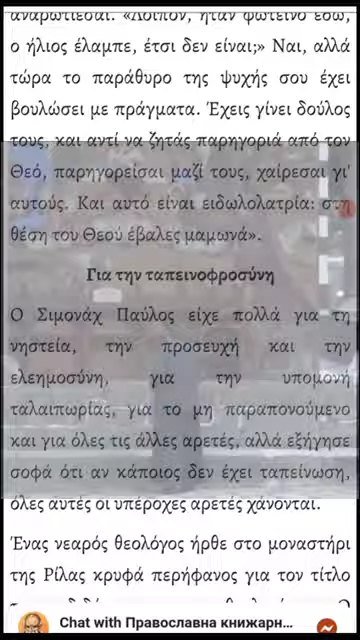 αναρωτιέσαι. «Λοιπόν, ήταν φωτεινό εδώ,
ο ήλιος έλαμπε, έτσι δεν είναι;» Ναι, αλλά
τώρα το παράθυρο της ψυχής σου έχει
βουλώσει με πράγματα. Έχεις γίνει δούλος
τους, και αντί να ζητάς παρηγοριά από τον
Θεό, παρηγορείσαι μαζί τους, χαίρεσαι γι'
αυτούς. Και αυτό είναι ειδωλολατρία: στη
θέση του Θεού έβαλες μαμωνά».
Για την ταπεινοφροσύνη
Ο Σιμονάχ Παύλος είχε πολλά για τη
νηστεία, την προσευχή και την
ελεημοσύνη, για την υπομονή
ταλαιπωρίας, για το μη παραπονούμενο
και για όλες τις άλλες αρετές, αλλά εξήγησε
σοφά ότι αν κάποιος δεν έχει ταπείνωση,
όλες αυτές οι υπέροχες αρετές χάνονται.
Ένας νεαρός θεολόγος ήρθε στο μοναστήρι
της Ρίλας κρυφά περήφανος για τον τίτλο
Chat with Православна книжарн...